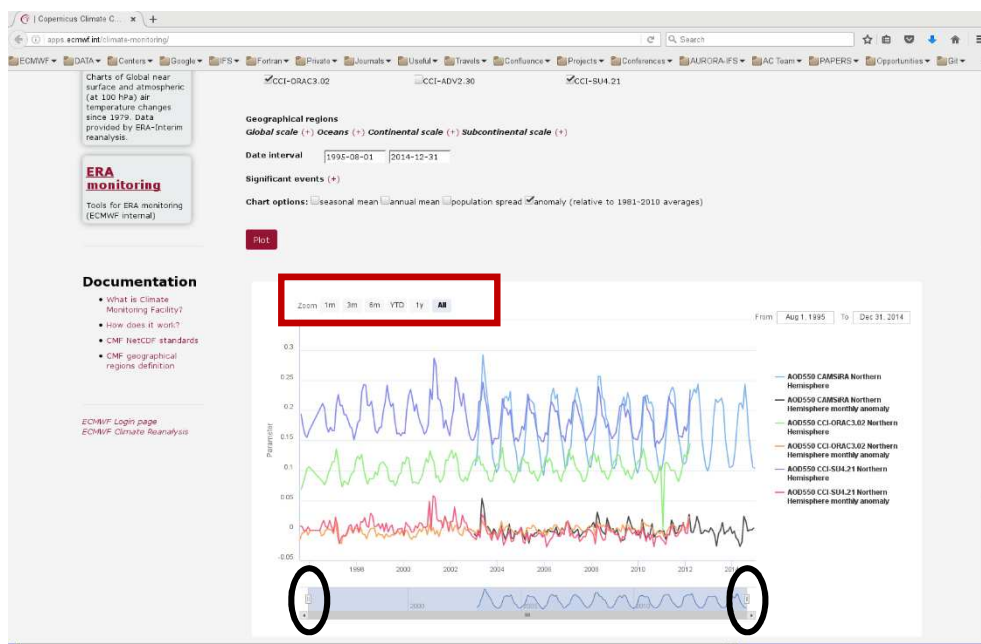 | Copernicus Climate C... × +
apps.ecmwf.int/climate-monitoring/
Search
ECMWF DATA Centers Google IFS Fortran Private Journals Useful Travels Confluence Projects Conferences AURORA-IFS AC Team PAPERS Opportunities Git
Charts of Global near
surface and atmospheric
(at 100 hPa) air
temperature changes
since 1979. Data
provided by ERA-Interim
reanalysis.
ERA
monitoring
Tools for ERA monitoring
(ECMWF internal)
Documentation
What is Climate
Monitoring Facility?
How does it work?
CMF NetCDF standards
CMF geographical
regions definition
ECMWF Login page
ECMWF Climate Reanalysis
CCI-ORAC3.02 CCI-ADV2.30 CCI-SU4.21
Geographical regions
Global scale (+) Oceans (+) Continental scale (+) Subcontinental scale (+)
Date interval 1995-08-01 2014-12-31
Significant events (+)
Chart options: seasonal mean annual mean population spread anomaly (relative to 1981-2010 averages)
Plot
Zoom 1m 3m 6m YTD 1y All
From Aug 1, 1995 To Dec 31, 2014
0.3
0.25
0.2
0.15
0.1
0.05
0
-0.05
Parameter
1998 2000 2002 2004 2006 2008 2010 2012 2014
AOD550 CAMSiRA Northern
Hemisphere
AOD550 CAMSiRA Northern
Hemisphere monthly anomaly
AOD550 CCI-ORAC3.02 Northern
Hemisphere
AOD550 CCI-ORAC3.02 Northern
Hemisphere monthly anomaly
AOD550 CCI-SU4.21 Northern
Hemisphere
AOD550 CCI-SU4.21 Northern
Hemisphere monthly anomaly
2000